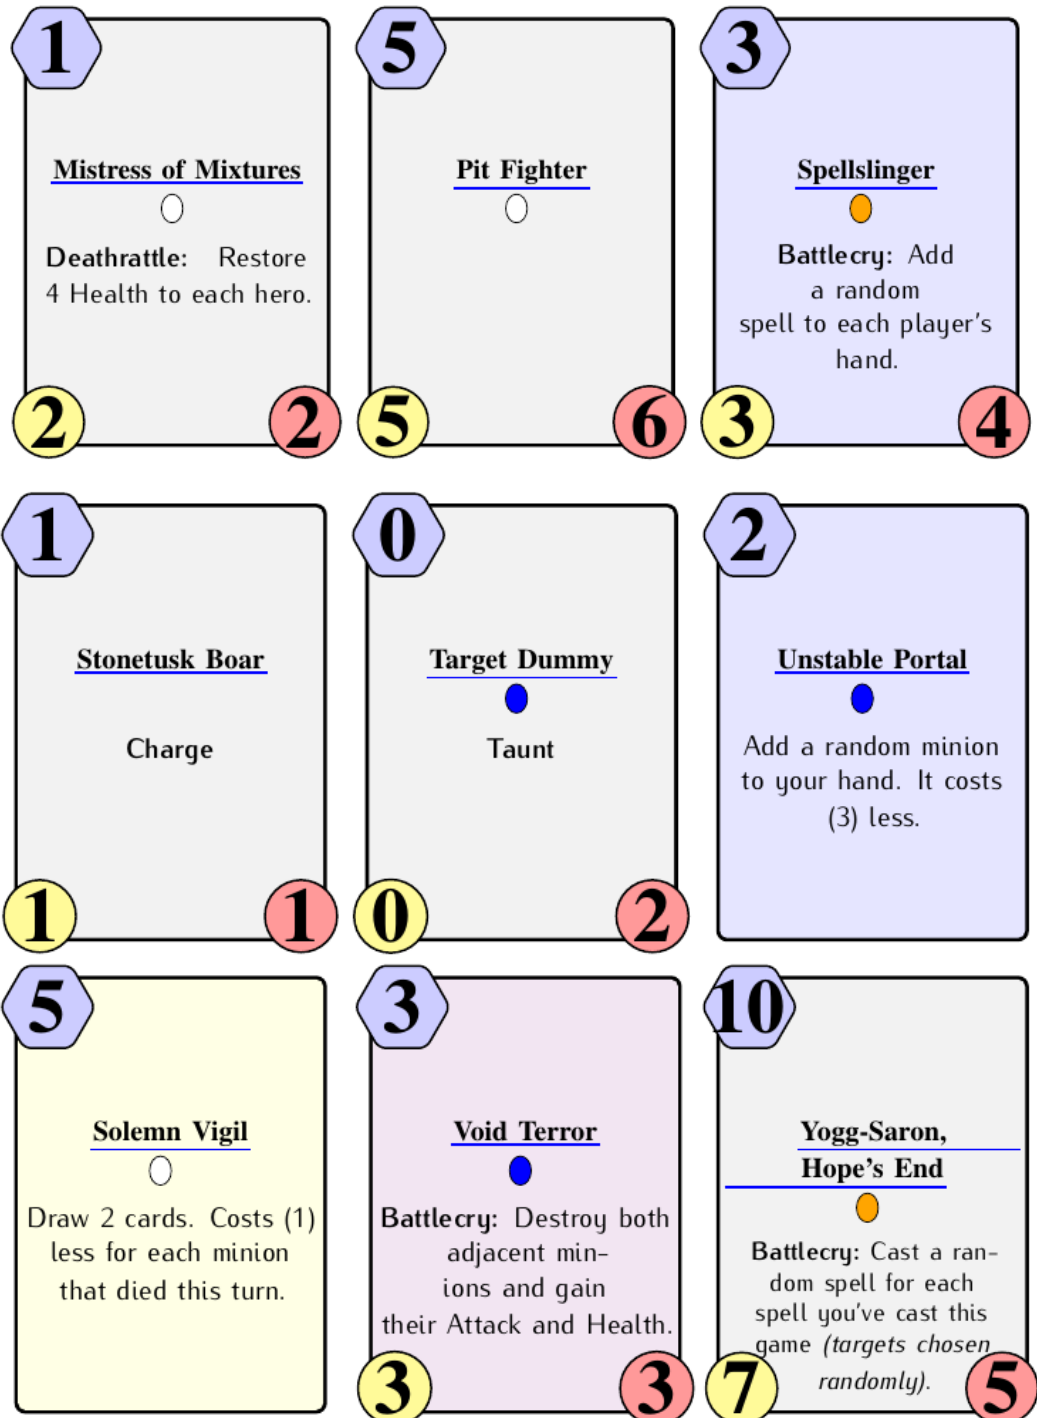 1
Mistress of Mixtures
Deathrattle: Restore
4 Health to each hero.
2
2
5
Pit Fighter
5
6
3
Spellslinger
Battlecry: Add
a random
spell to each player's
hand.
3
4
1
Stonetusk Boar
Charge
1
1
0
Target Dummy
Taunt
0
2
2
Unstable Portal
Add a random minion
to your hand. It costs
(3) less.
5
Solemn Vigil
Draw 2 cards. Costs (1)
less for each minion
that died this turn.
3
Void Terror
Battlecry: Destroy both
adjacent min-
ions and gain
their Attack and Health.
3
3
10
Yogg-Saron,
Hope's End
Battlecry: Cast a ran-
dom spell for each
spell you've cast this
game (targets chosen
randomly).
7
5